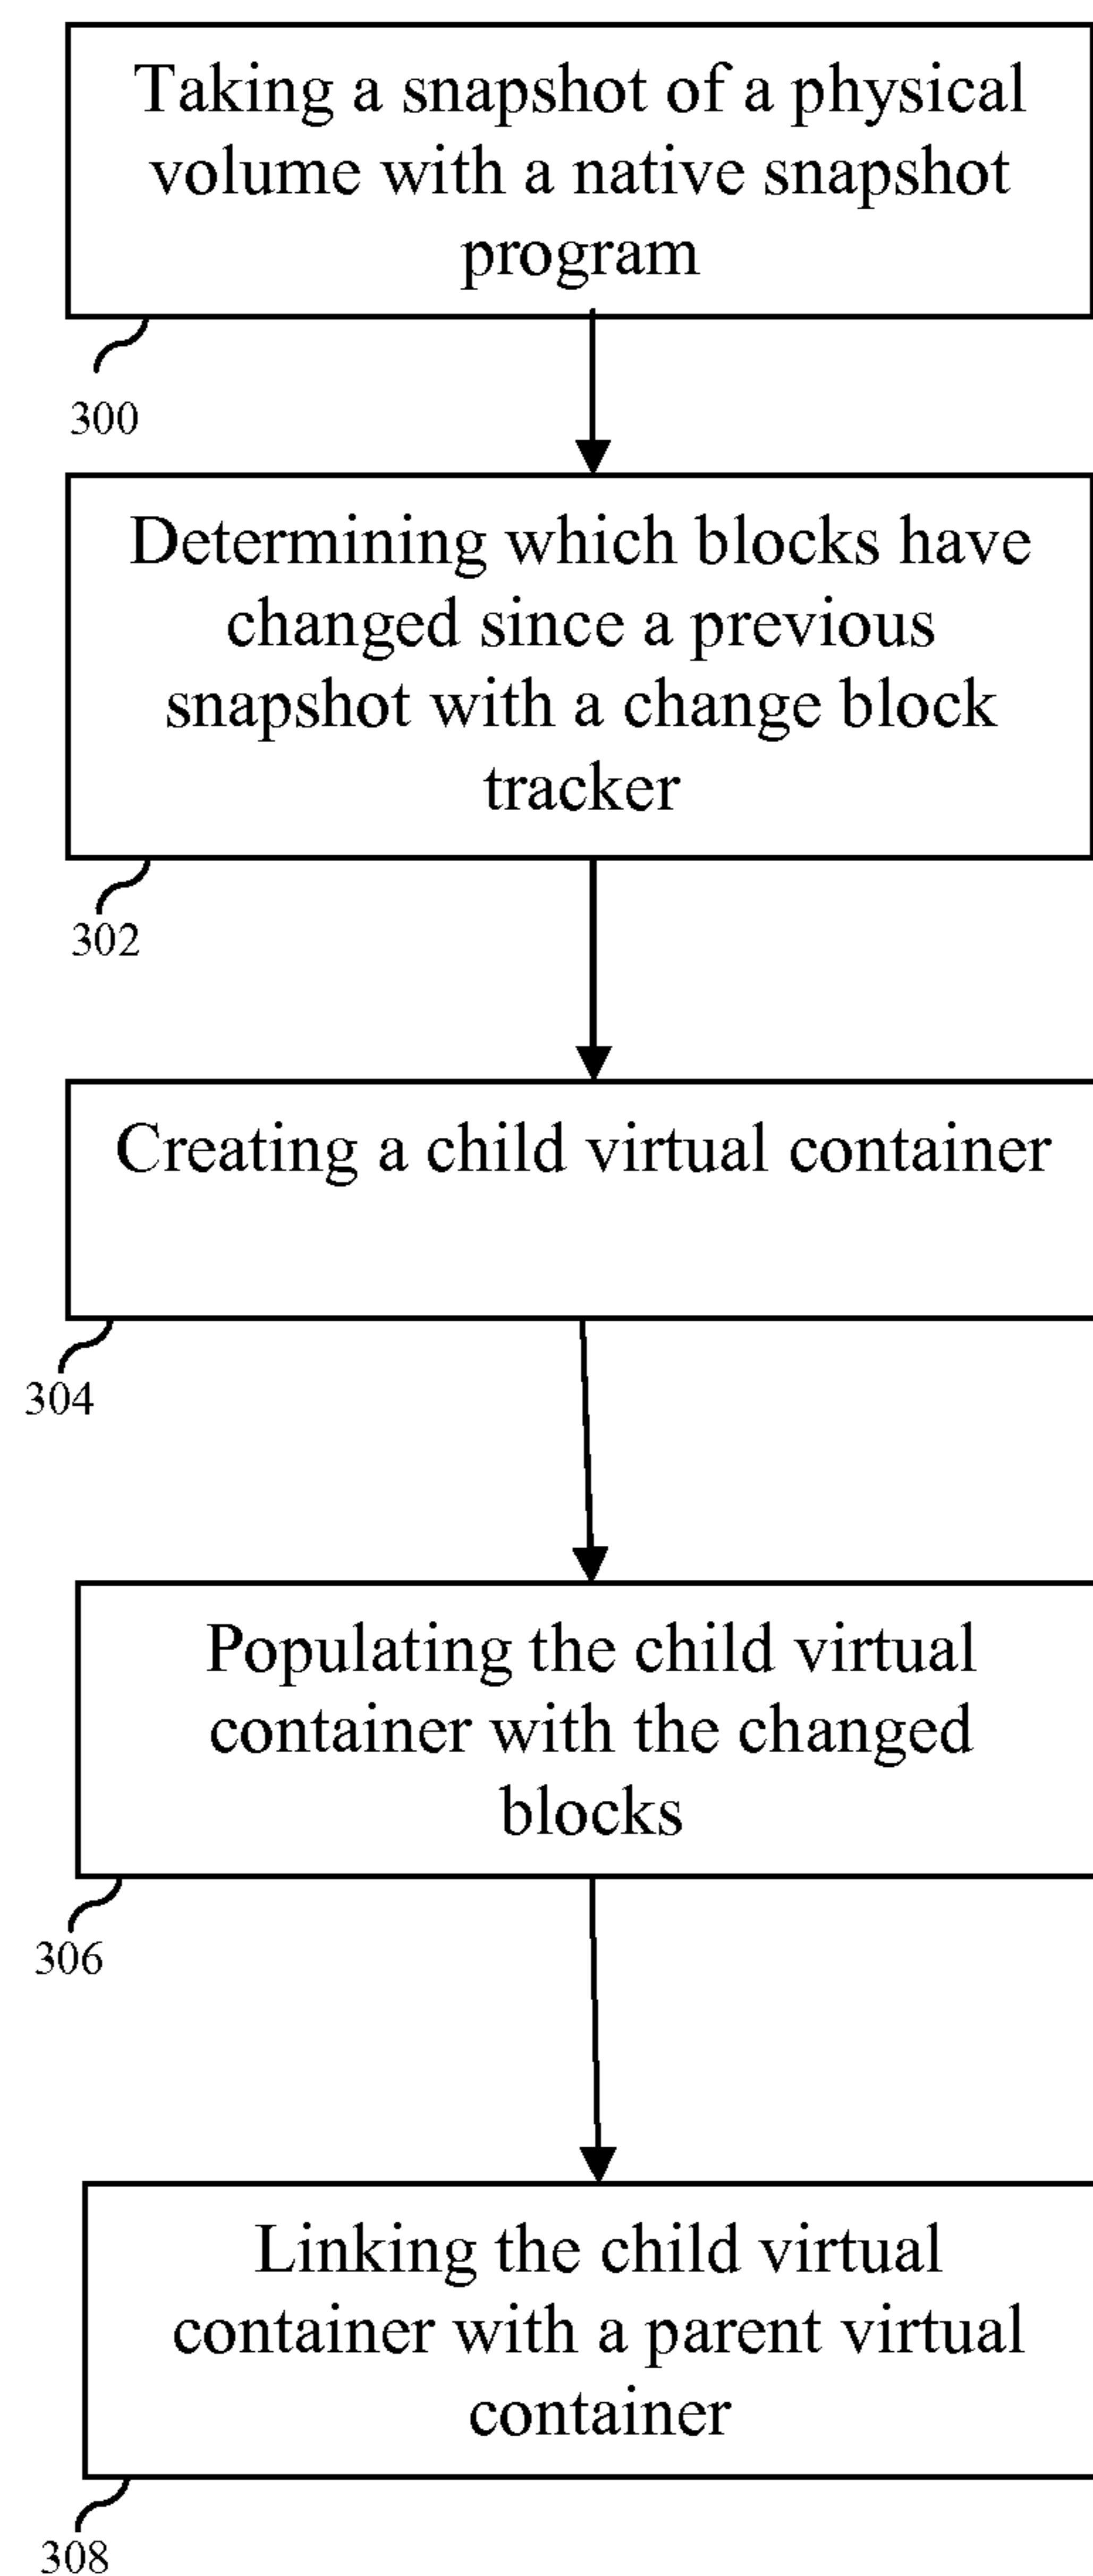 Taking a snapshot of a physical
volume with a native snapshot
program
300
Determining which blocks have
changed since a previous
snapshot with a change block
tracker
302
Creating a child virtual container
304
Populating the child virtual
container with the changed
blocks
306
Linking the child virtual
container with a parent virtual
container
308